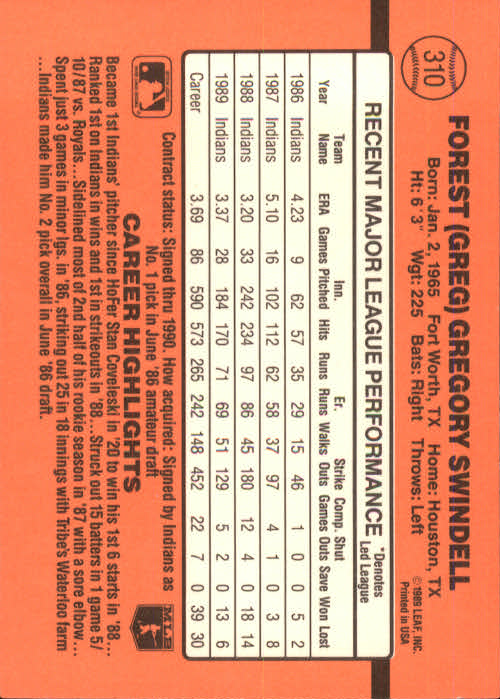 310
FOREST (GREG) GREGORY SWINDELL
Born: Jan. 2, 1965 Fort Worth, TX Home: Houston, TX
Ht: 6' 3" Wgt: 225 Bats: Right Throws: Left
©1989 LEAF, INC.
Printed in USA
RECENT MAJOR LEAGUE PERFORMANCE *Denotes Led League
Year Team Name ERA Games Inn. Pitched Hits Runs Er. Runs Walks Strike Outs Comp. Games Shut Outs Save Won Lost
1986 Indians 4.23 9 62 57 35 29 15 46 1 0 0 5 2
1987 Indians 5.10 16 102 112 62 58 37 97 4 1 0 3 8
1988 Indians 3.20 33 242 234 97 86 45 180 12 4 0 18 14
1989 Indians 3.37 28 184 170 71 69 51 129 5 2 0 13 6
Career 3.69 86 590 573 265 242 148 452 22 7 0 39 30
Contract status: Signed thru 1990. How acquired: Signed by Indians as
No. 1 pick in June '86 amateur draft
MLB
CAREER HIGHLIGHTS
Became 1st Indians' pitcher since HoFer Stan Coveleski in '20 to win his 1st 6 starts in '88...
Ranked 1st on Indians in wins and 1st in strikeouts in '88...Struck out 15 batters in 1 game 5/
10/87 vs. Royals...Sidelined most of 2nd half of his rookie season in '87 with a sore elbow...
Spent just 3 games in minor lgs. in '86, striking out 25 in 18 innings with Tribe's Waterloo farm
...Indians made him No. 2 pick overall in June '86 draft.